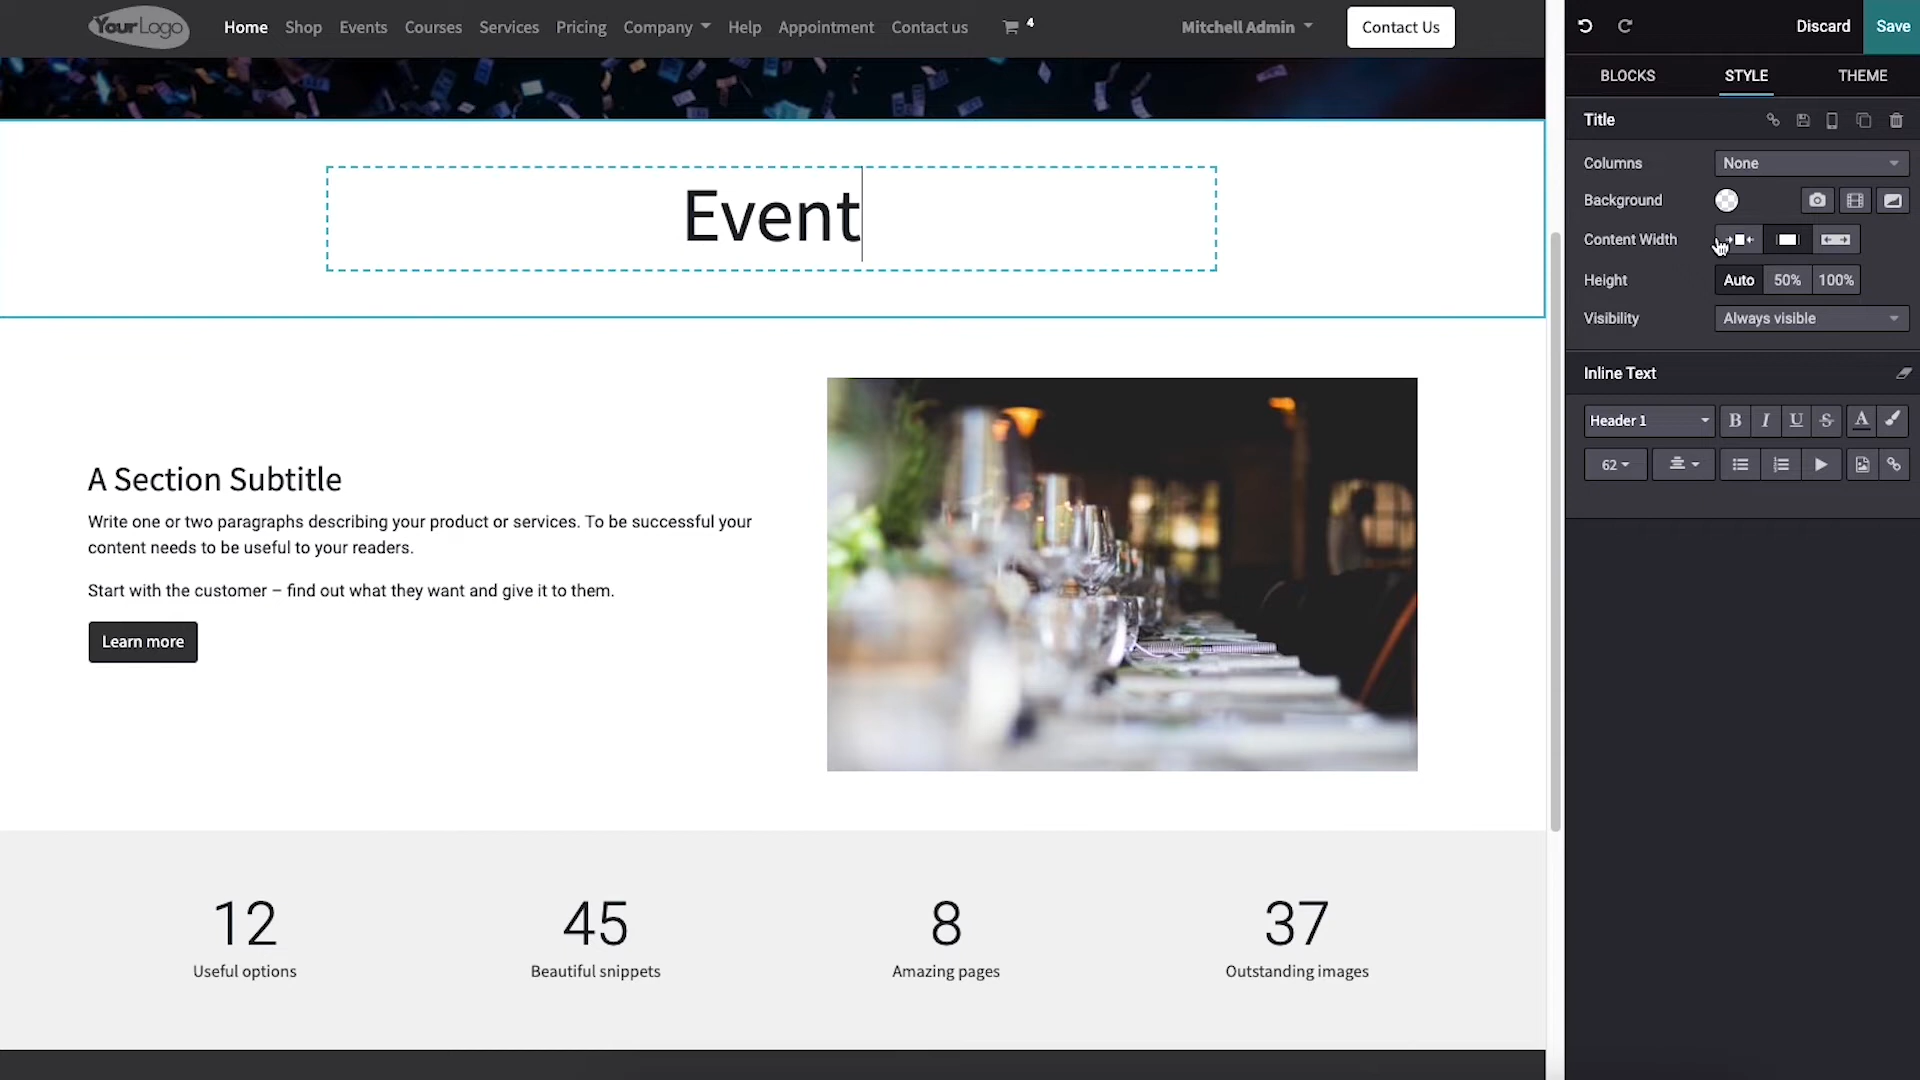 YourLogo Home Shop Events Courses Services Pricing Company Help Appointment Contact us 4 Mitchell Admin Contact Us
Discard Save
BLOCKS STYLE THEME
Event
Title
Columns None
Background
Content Width
Height Auto 50% 100%
Visibility Always visible
Inline Text
Header 1 B I U S A
62
A Section Subtitle
Write one or two paragraphs describing your product or services. To be successful your
content needs to be useful to your readers.
Start with the customer – find out what they want and give it to them.
Learn more
12 45 8 37
Useful options Beautiful snippets Amazing pages Outstanding images